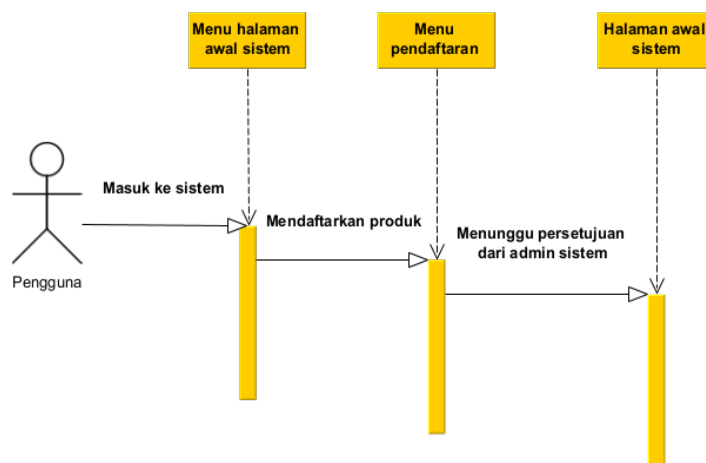 Menu halaman
awal sistem
Menu
pendaftaran
Halaman awal
sistem
Masuk ke sistem
Mendaftarkan produk
Menunggu persetujuan
dari admin sistem
Pengguna